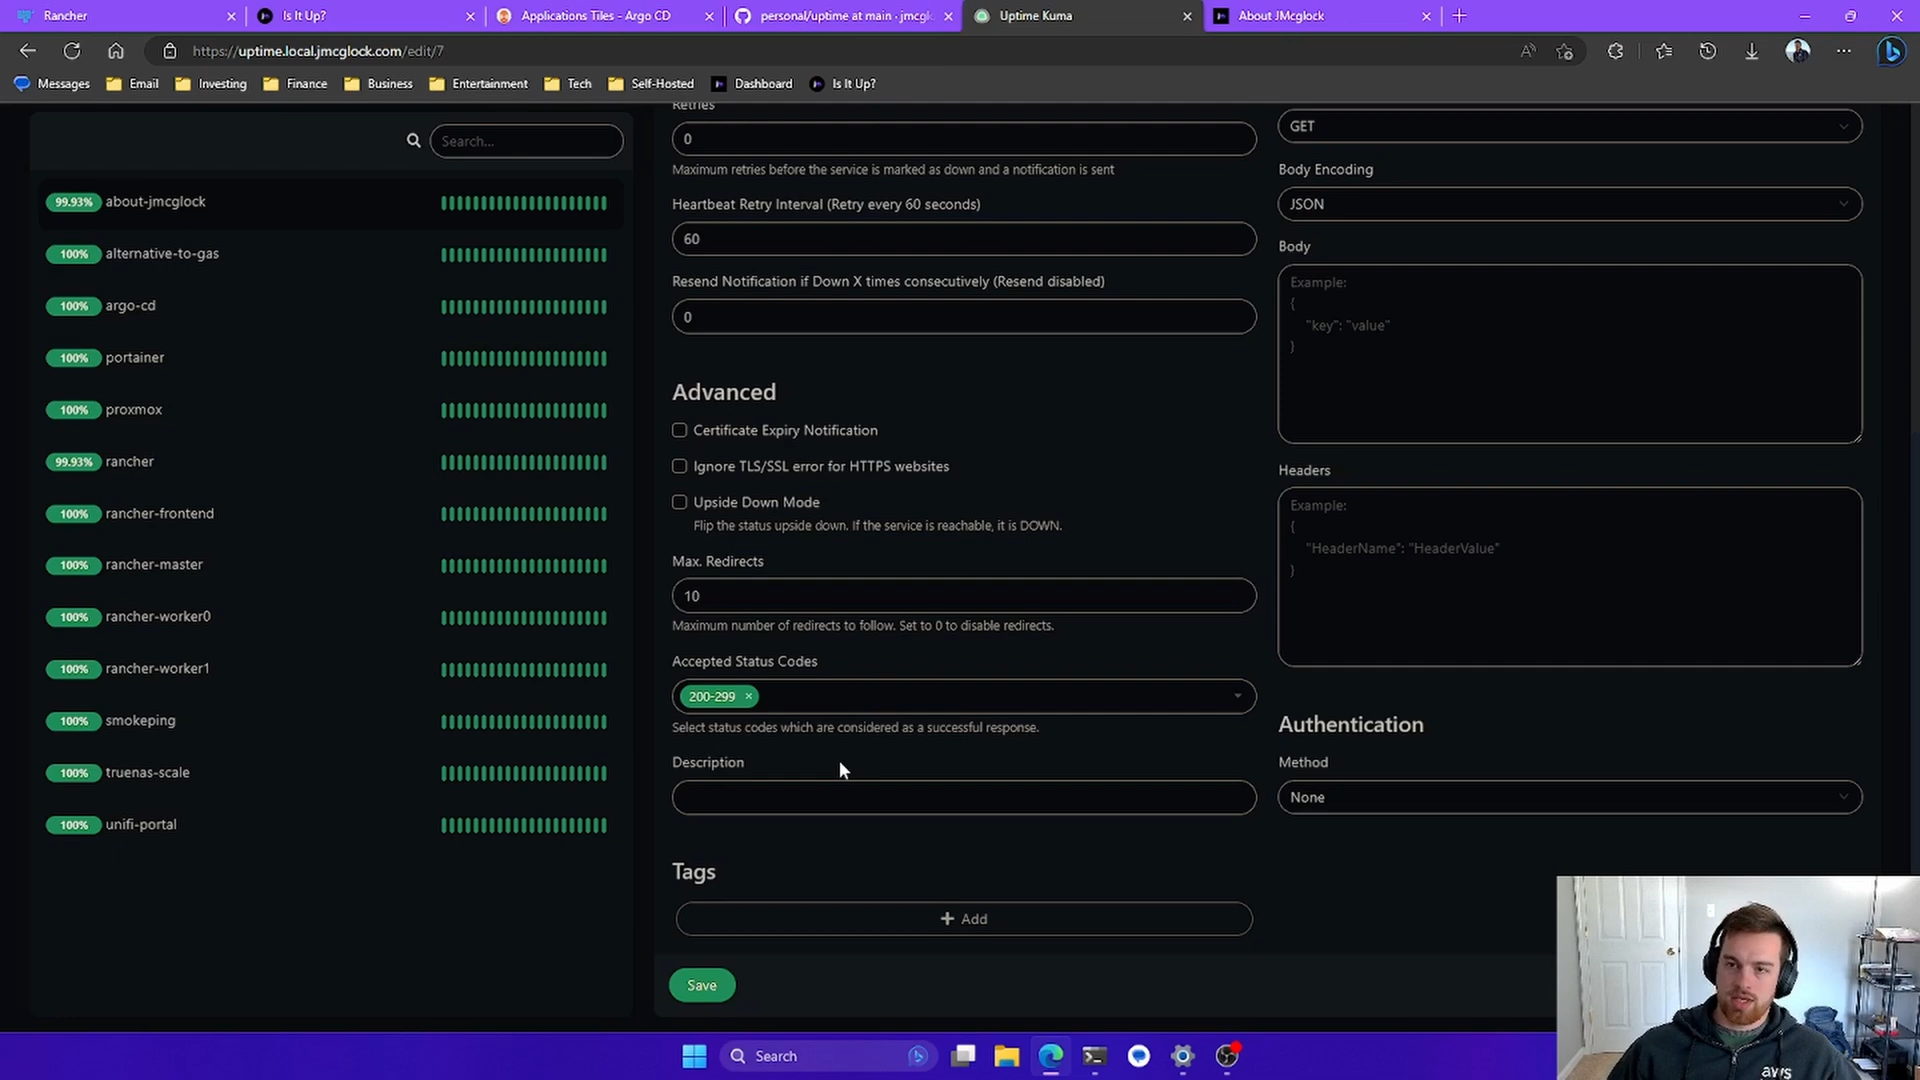 Rancher
Is It Up?
Applications Tiles - Argo CD
personal/uptime at main · jmcgl
Uptime Kuma
About JMcglock
https://uptime.local.jmcglock.com/edit/7
Messages
Email
Investing
Finance
Business
Entertainment
Tech
Self-Hosted
Dashboard
Is It Up?
Search...
99.93% about-jmcglock
100% alternative-to-gas
100% argo-cd
100% portainer
100% proxmox
99.93% rancher
100% rancher-frontend
100% rancher-master
100% rancher-worker0
100% rancher-worker1
100% smokeping
100% truenas-scale
100% unifi-portal
Retries
0
Maximum retries before the service is marked as down and a notification is sent
Heartbeat Retry Interval (Retry every 60 seconds)
60
Resend Notification if Down X times consecutively (Resend disabled)
0
Advanced
Certificate Expiry Notification
Ignore TLS/SSL error for HTTPS websites
Upside Down Mode
Flip the status upside down. If the service is reachable, it is DOWN.
Max. Redirects
10
Maximum number of redirects to follow. Set to 0 to disable redirects.
Accepted Status Codes
200-299 ×
Select status codes which are considered as a successful response.
Description
Tags
+ Add
Save
GET
Body Encoding
JSON
Body
Example:
{
"key": "value"
}
Headers
Example:
{
"HeaderName": "HeaderValue"
}
Authentication
Method
None
aws
Search